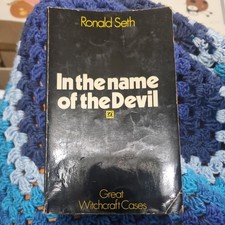 Ronald Seth
In the name
of the Devil
Great
Witchcraft Cases